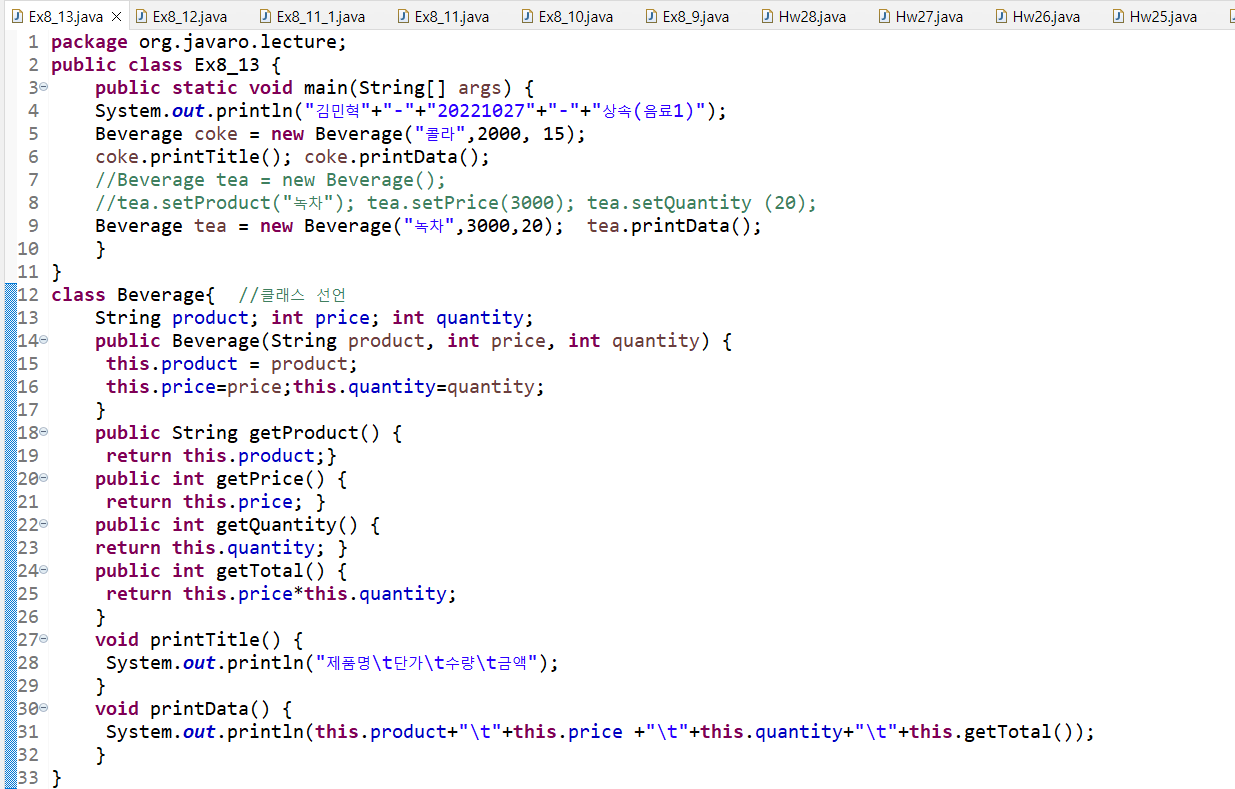 Ex8_13.java Ex8_12.java Ex8_11_1.java Ex8_11.java Ex8_10.java Ex8_9.java Hw28.java Hw27.java Hw26.java Hw25.java
1 package org.javaro.lecture;
2 public class Ex8_13 {
3 public static void main(String[] args) {
4 System.out.println("김민혁"+"-"+"20221027"+"-"+"상속(음료1)");
5 Beverage coke = new Beverage("콜라",2000, 15);
6 coke.printTitle(); coke.printData();
7 //Beverage tea = new Beverage();
8 //tea.setProduct("녹차"); tea.setPrice(3000); tea.setQuantity (20);
9 Beverage tea = new Beverage("녹차",3000,20);  tea.printData();
10 }
11 }
12 class Beverage{  //클래스 선언
13 String product; int price; int quantity;
14 public Beverage(String product, int price, int quantity) {
15 this.product = product;
16 this.price=price;this.quantity=quantity;
17 }
18 public String getProduct() {
19 return this.product;}
20 public int getPrice() {
21 return this.price; }
22 public int getQuantity() {
23 return this.quantity; }
24 public int getTotal() {
25 return this.price*this.quantity;
26 }
27 void printTitle() {
28 System.out.println("제품명\t단가\t수량\t금액");
29 }
30 void printData() {
31 System.out.println(this.product+"\t"+this.price +"\t"+this.quantity+"\t"+this.getTotal());
32 }
33 }